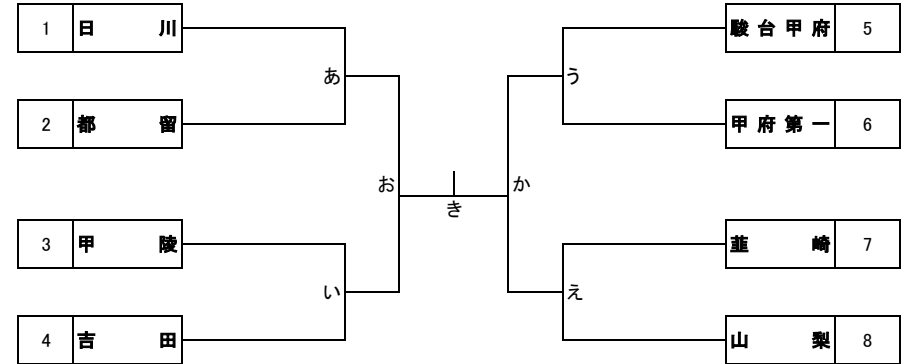 1 日川
駿台甲府 5
あ
う
2 都留
甲府第一 6
お
か
き
3 甲陵
韮崎 7
い
え
4 吉田
山梨 8